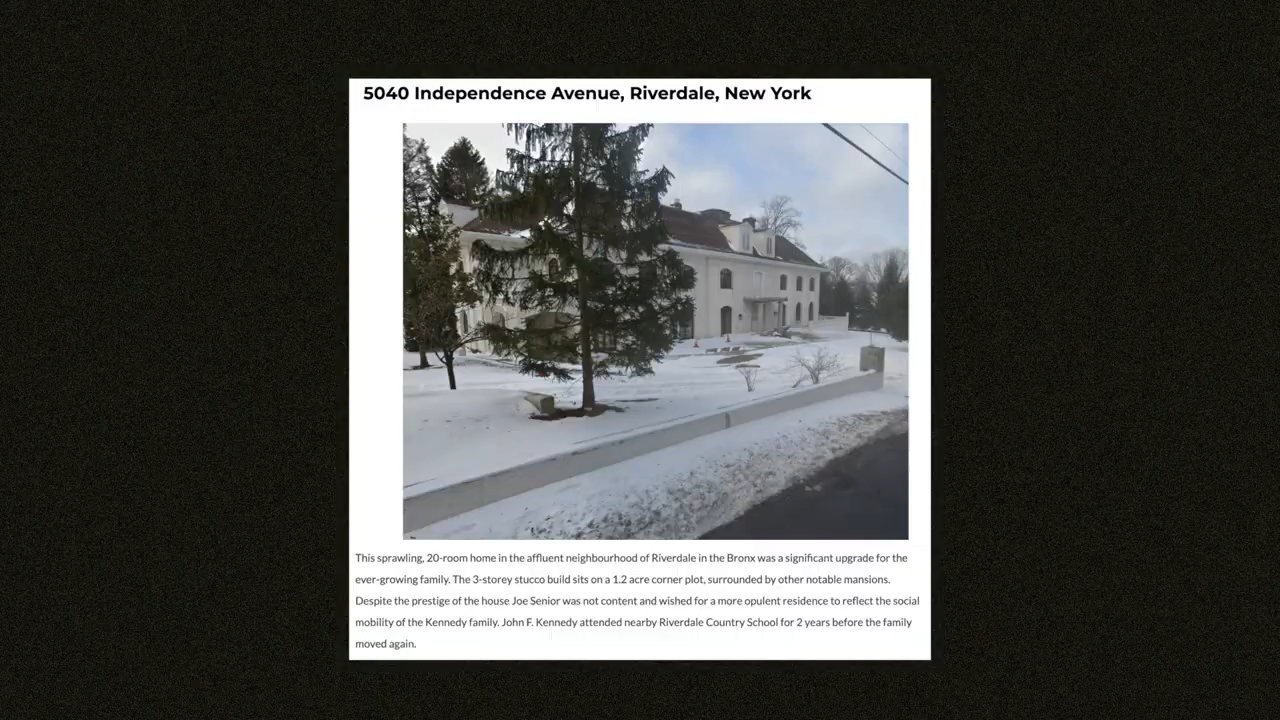 5040 Independence Avenue, Riverdale, New York
This sprawling, 20-room home in the affluent neighbourhood of Riverdale in the Bronx was a significant upgrade for the
ever-growing family. The 3-storey stucco build sits on a 1.2 acre corner plot, surrounded by other notable mansions.
Despite the prestige of the house Joe Senior was not content and wished for a more opulent residence to reflect the social
mobility of the Kennedy family. John F. Kennedy attended nearby Riverdale Country School for 2 years before the family
moved again.